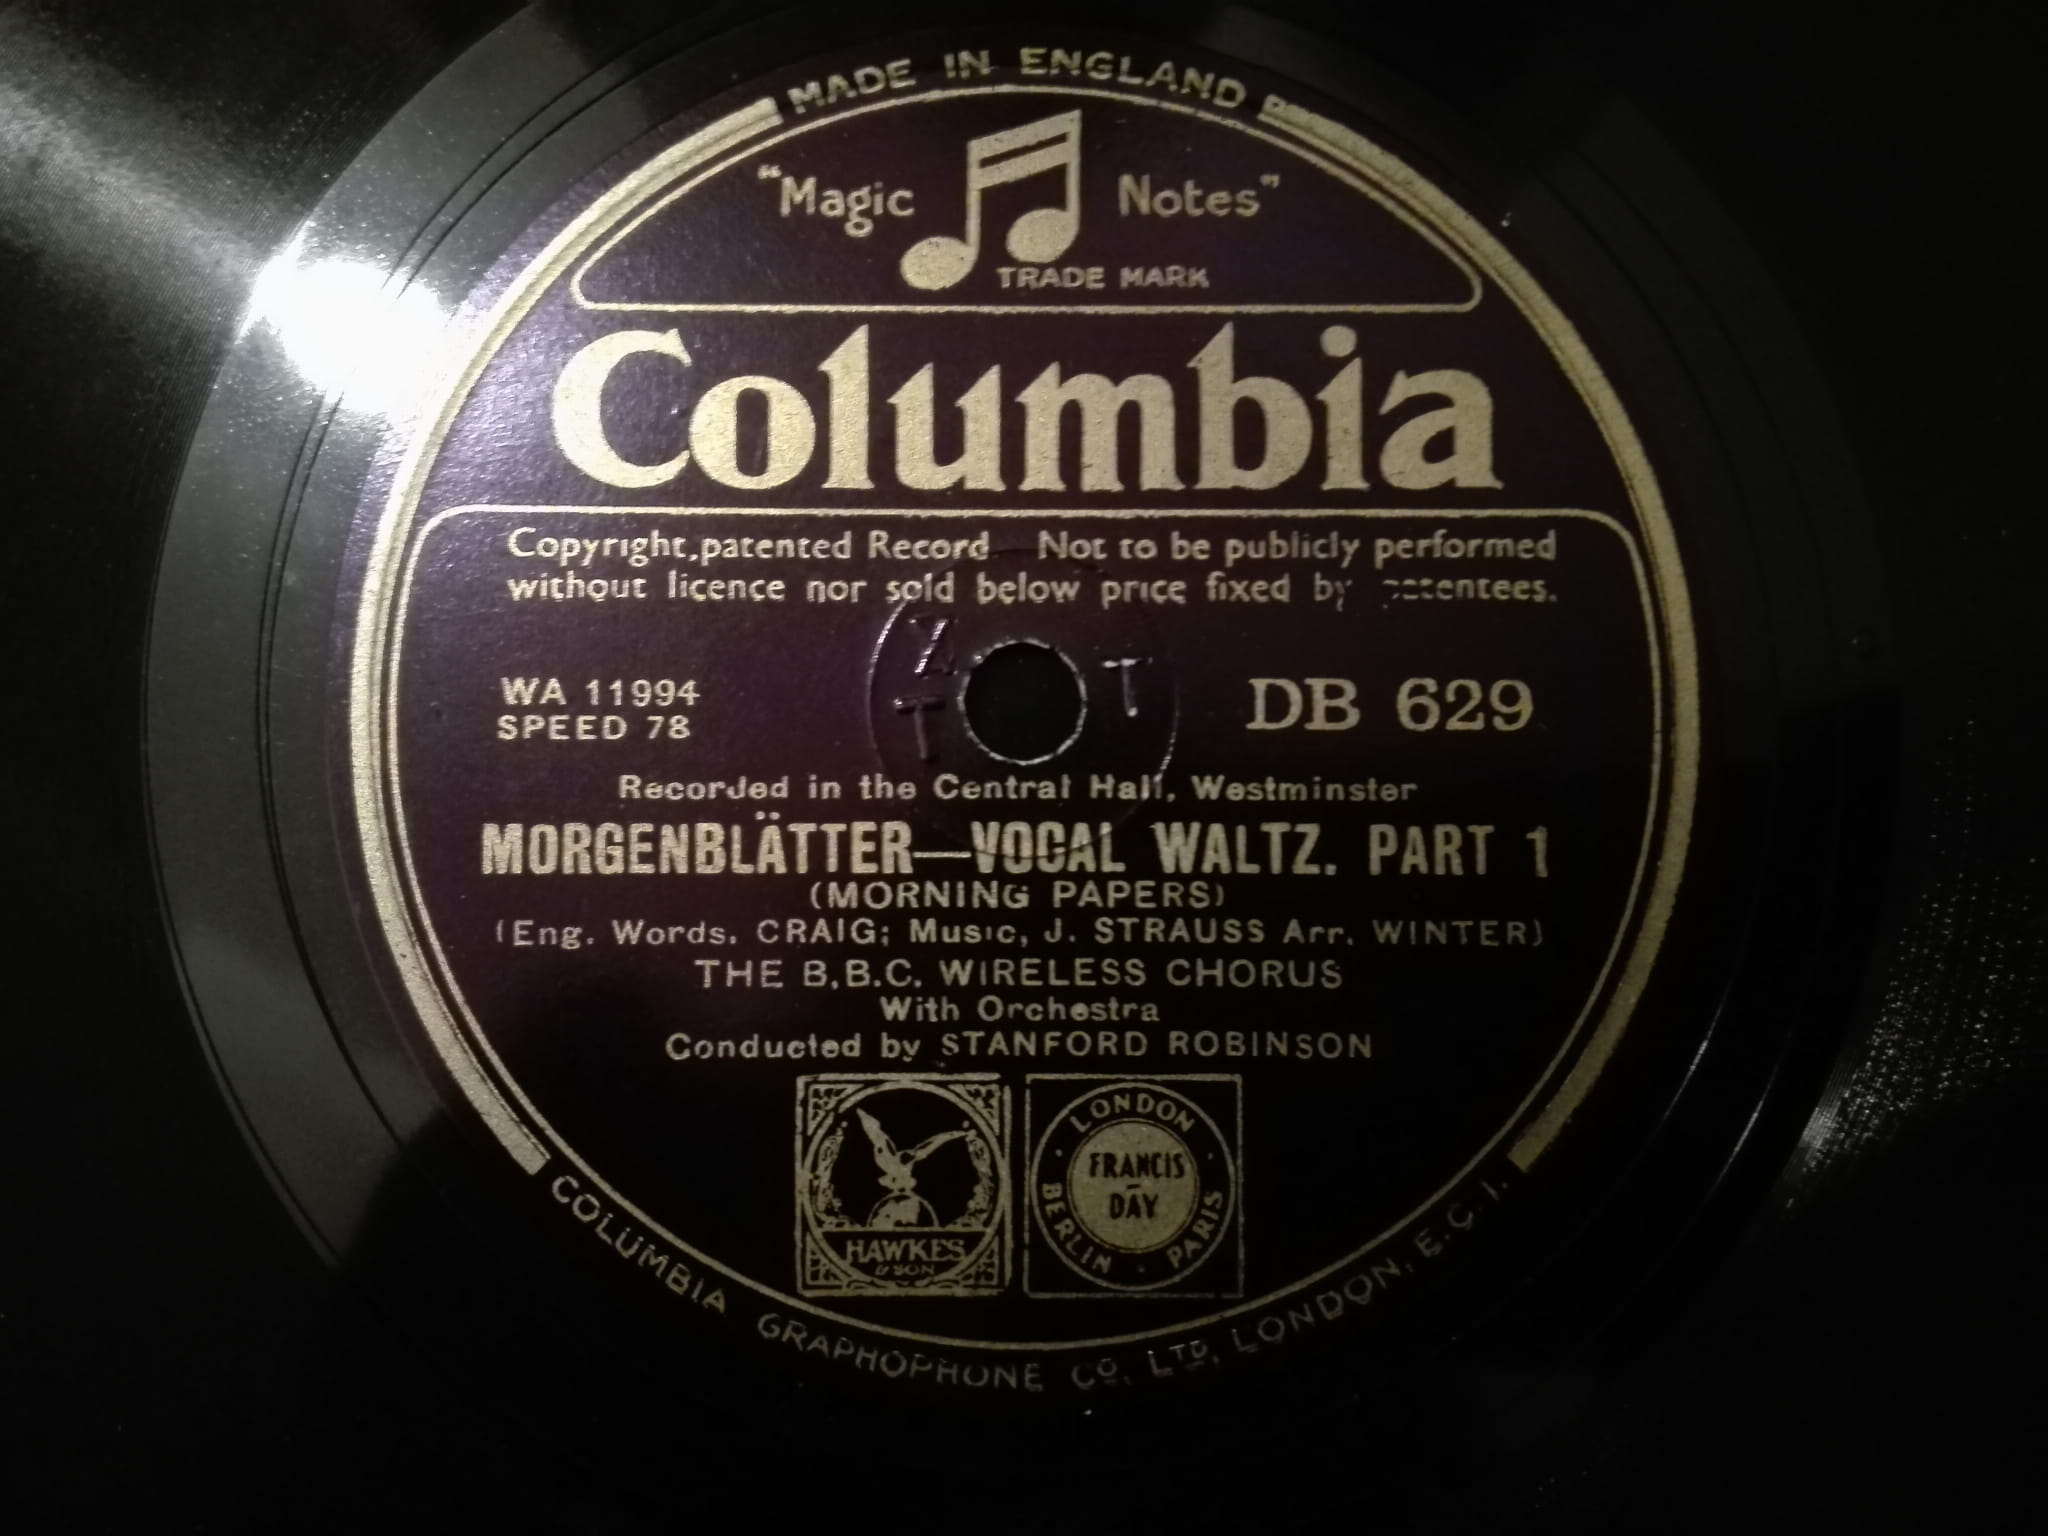 MADE IN ENGLAND
"Magic Notes"
TRADE MARK
Columbia
Copyright, patented Record. Not to be publicly performed
without licence nor sold below price fixed by patentees.
Z
T T
WA 11994
SPEED 78
DB 629
Recorded in the Central Hall, Westminster
MORGENBLÄTTER—VOCAL WALTZ. PART 1
(MORNING PAPERS)
(Eng. Words. CRAIG; Music, J. STRAUSS Arr. WINTER)
THE B.B.C. WIRELESS CHORUS
With Orchestra
Conducted by STANFORD ROBINSON
HAWKES
& SON
LONDON · PARIS · BERLIN
FRANCIS-
DAY
COLUMBIA GRAPHOPHONE CO. LTD. LONDON, E.C.1.